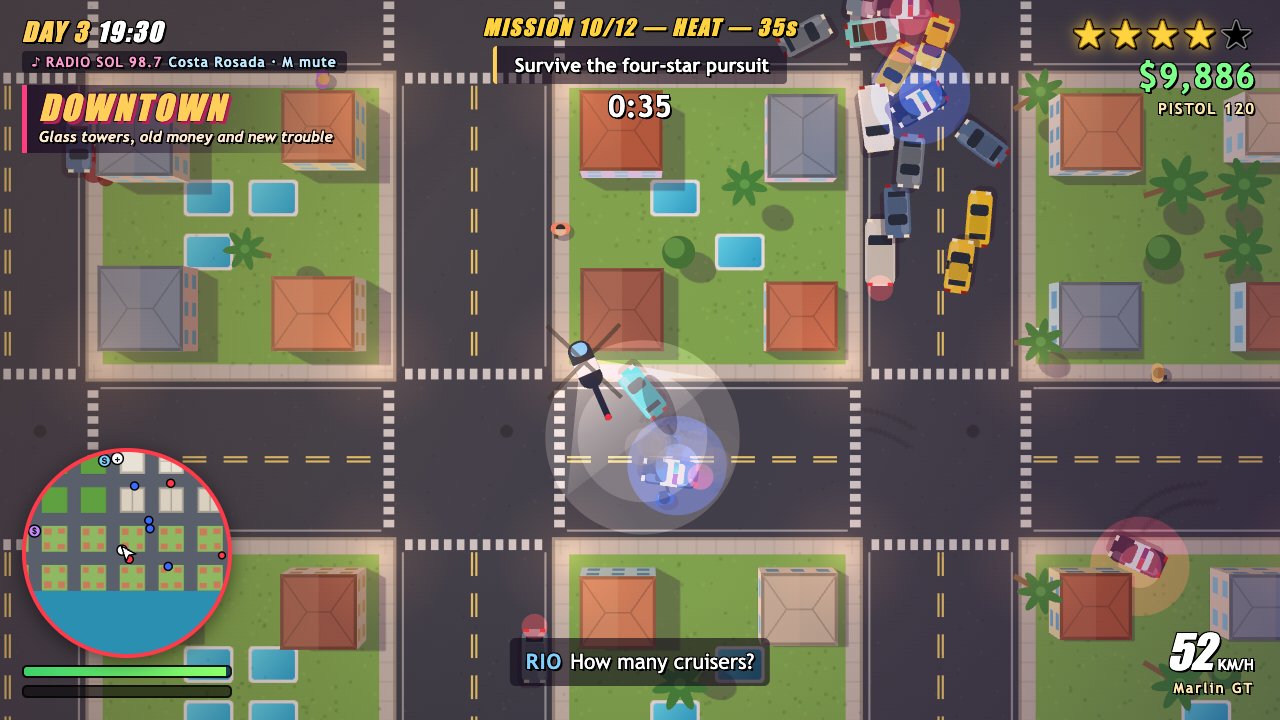 DAY 3 19:30
♪ RADIO SOL 98.7 Costa Rosada · M mute
DOWNTOWN
Glass towers, old money and new trouble
MISSION 10/12 — HEAT — 35s
Survive the four-star pursuit
0:35
$9,886
PISTOL 120
S
S
RIO How many cruisers?
52 KM/H
Marlin GT